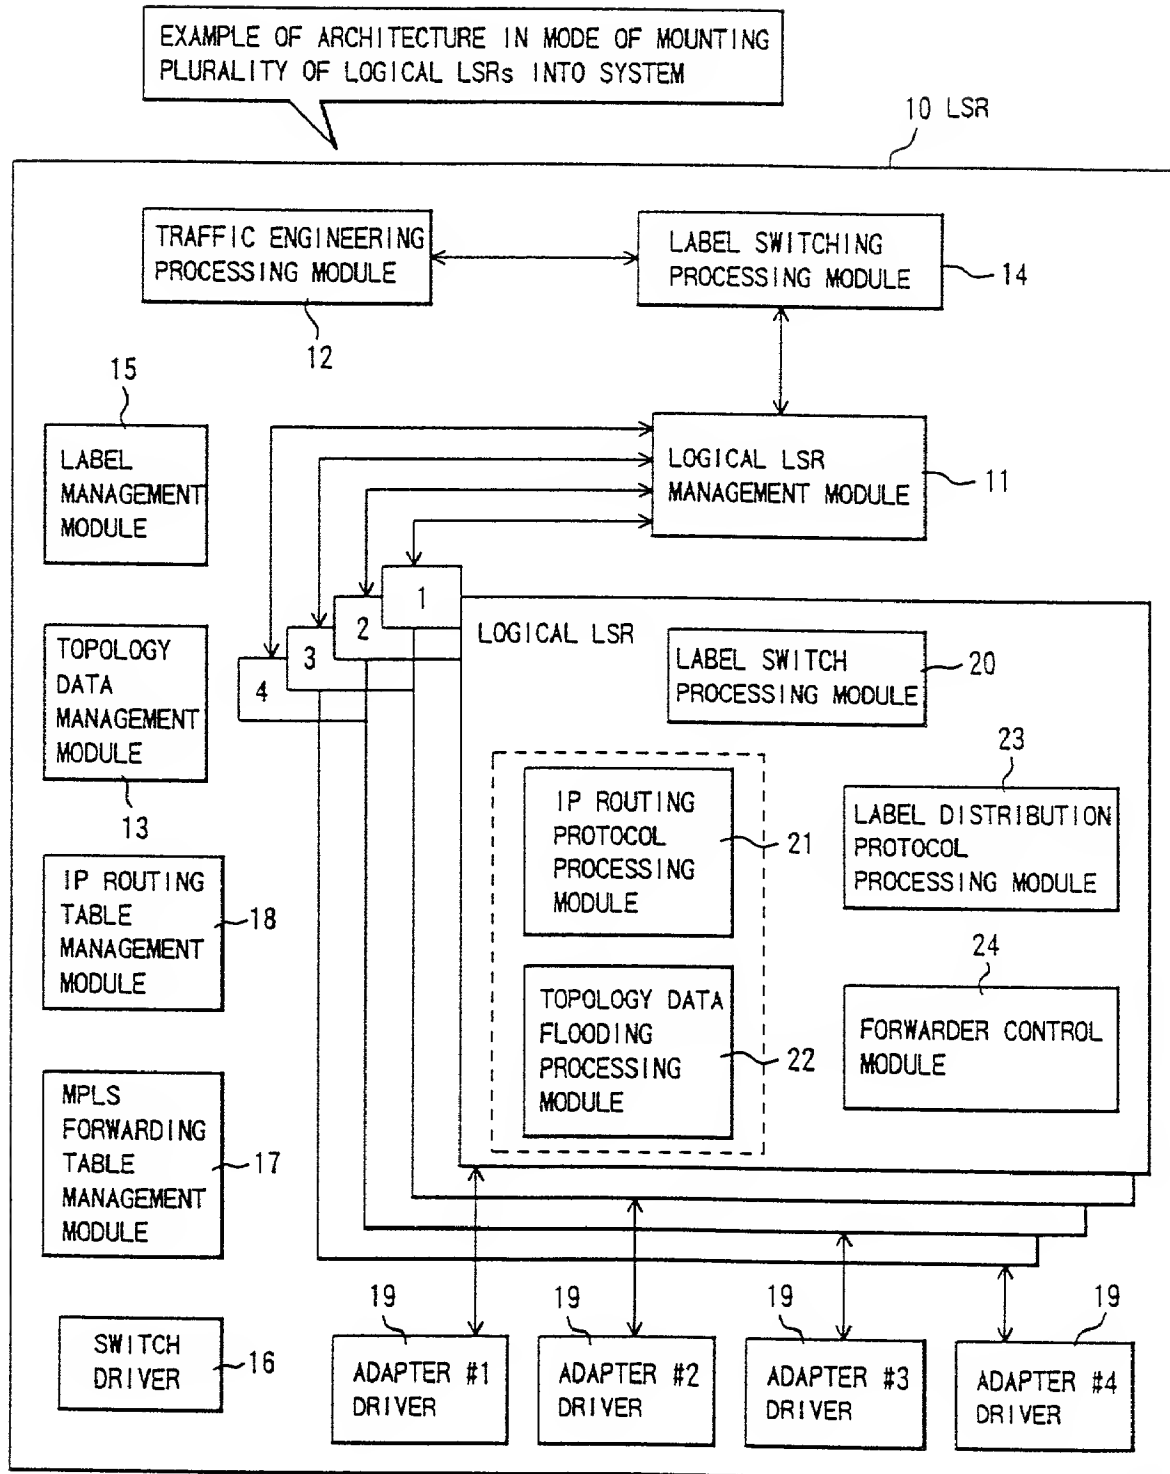 EXAMPLE OF ARCHITECTURE IN MODE OF MOUNTING
PLURALITY OF LOGICAL LSRs INTO SYSTEM
10 LSR
TRAFFIC ENGINEERING
PROCESSING MODULE
12
LABEL SWITCHING
PROCESSING MODULE
14
15
LABEL
MANAGEMENT
MODULE
LOGICAL LSR
MANAGEMENT MODULE
11
1
2
3
4
TOPOLOGY
DATA
MANAGEMENT
MODULE
13
LOGICAL LSR
LABEL SWITCH
PROCESSING MODULE
20
IP ROUTING
PROTOCOL
PROCESSING
MODULE
21
23
LABEL DISTRIBUTION
PROTOCOL
PROCESSING MODULE
IP ROUTING
TABLE
MANAGEMENT
MODULE
18
TOPOLOGY DATA
FLOODING
PROCESSING
MODULE
22
24
FORWARDER CONTROL
MODULE
MPLS
FORWARDING
TABLE
MANAGEMENT
MODULE
17
SWITCH
DRIVER
16
19
ADAPTER #1
DRIVER
19
ADAPTER #2
DRIVER
19
ADAPTER #3
DRIVER
19
ADAPTER #4
DRIVER